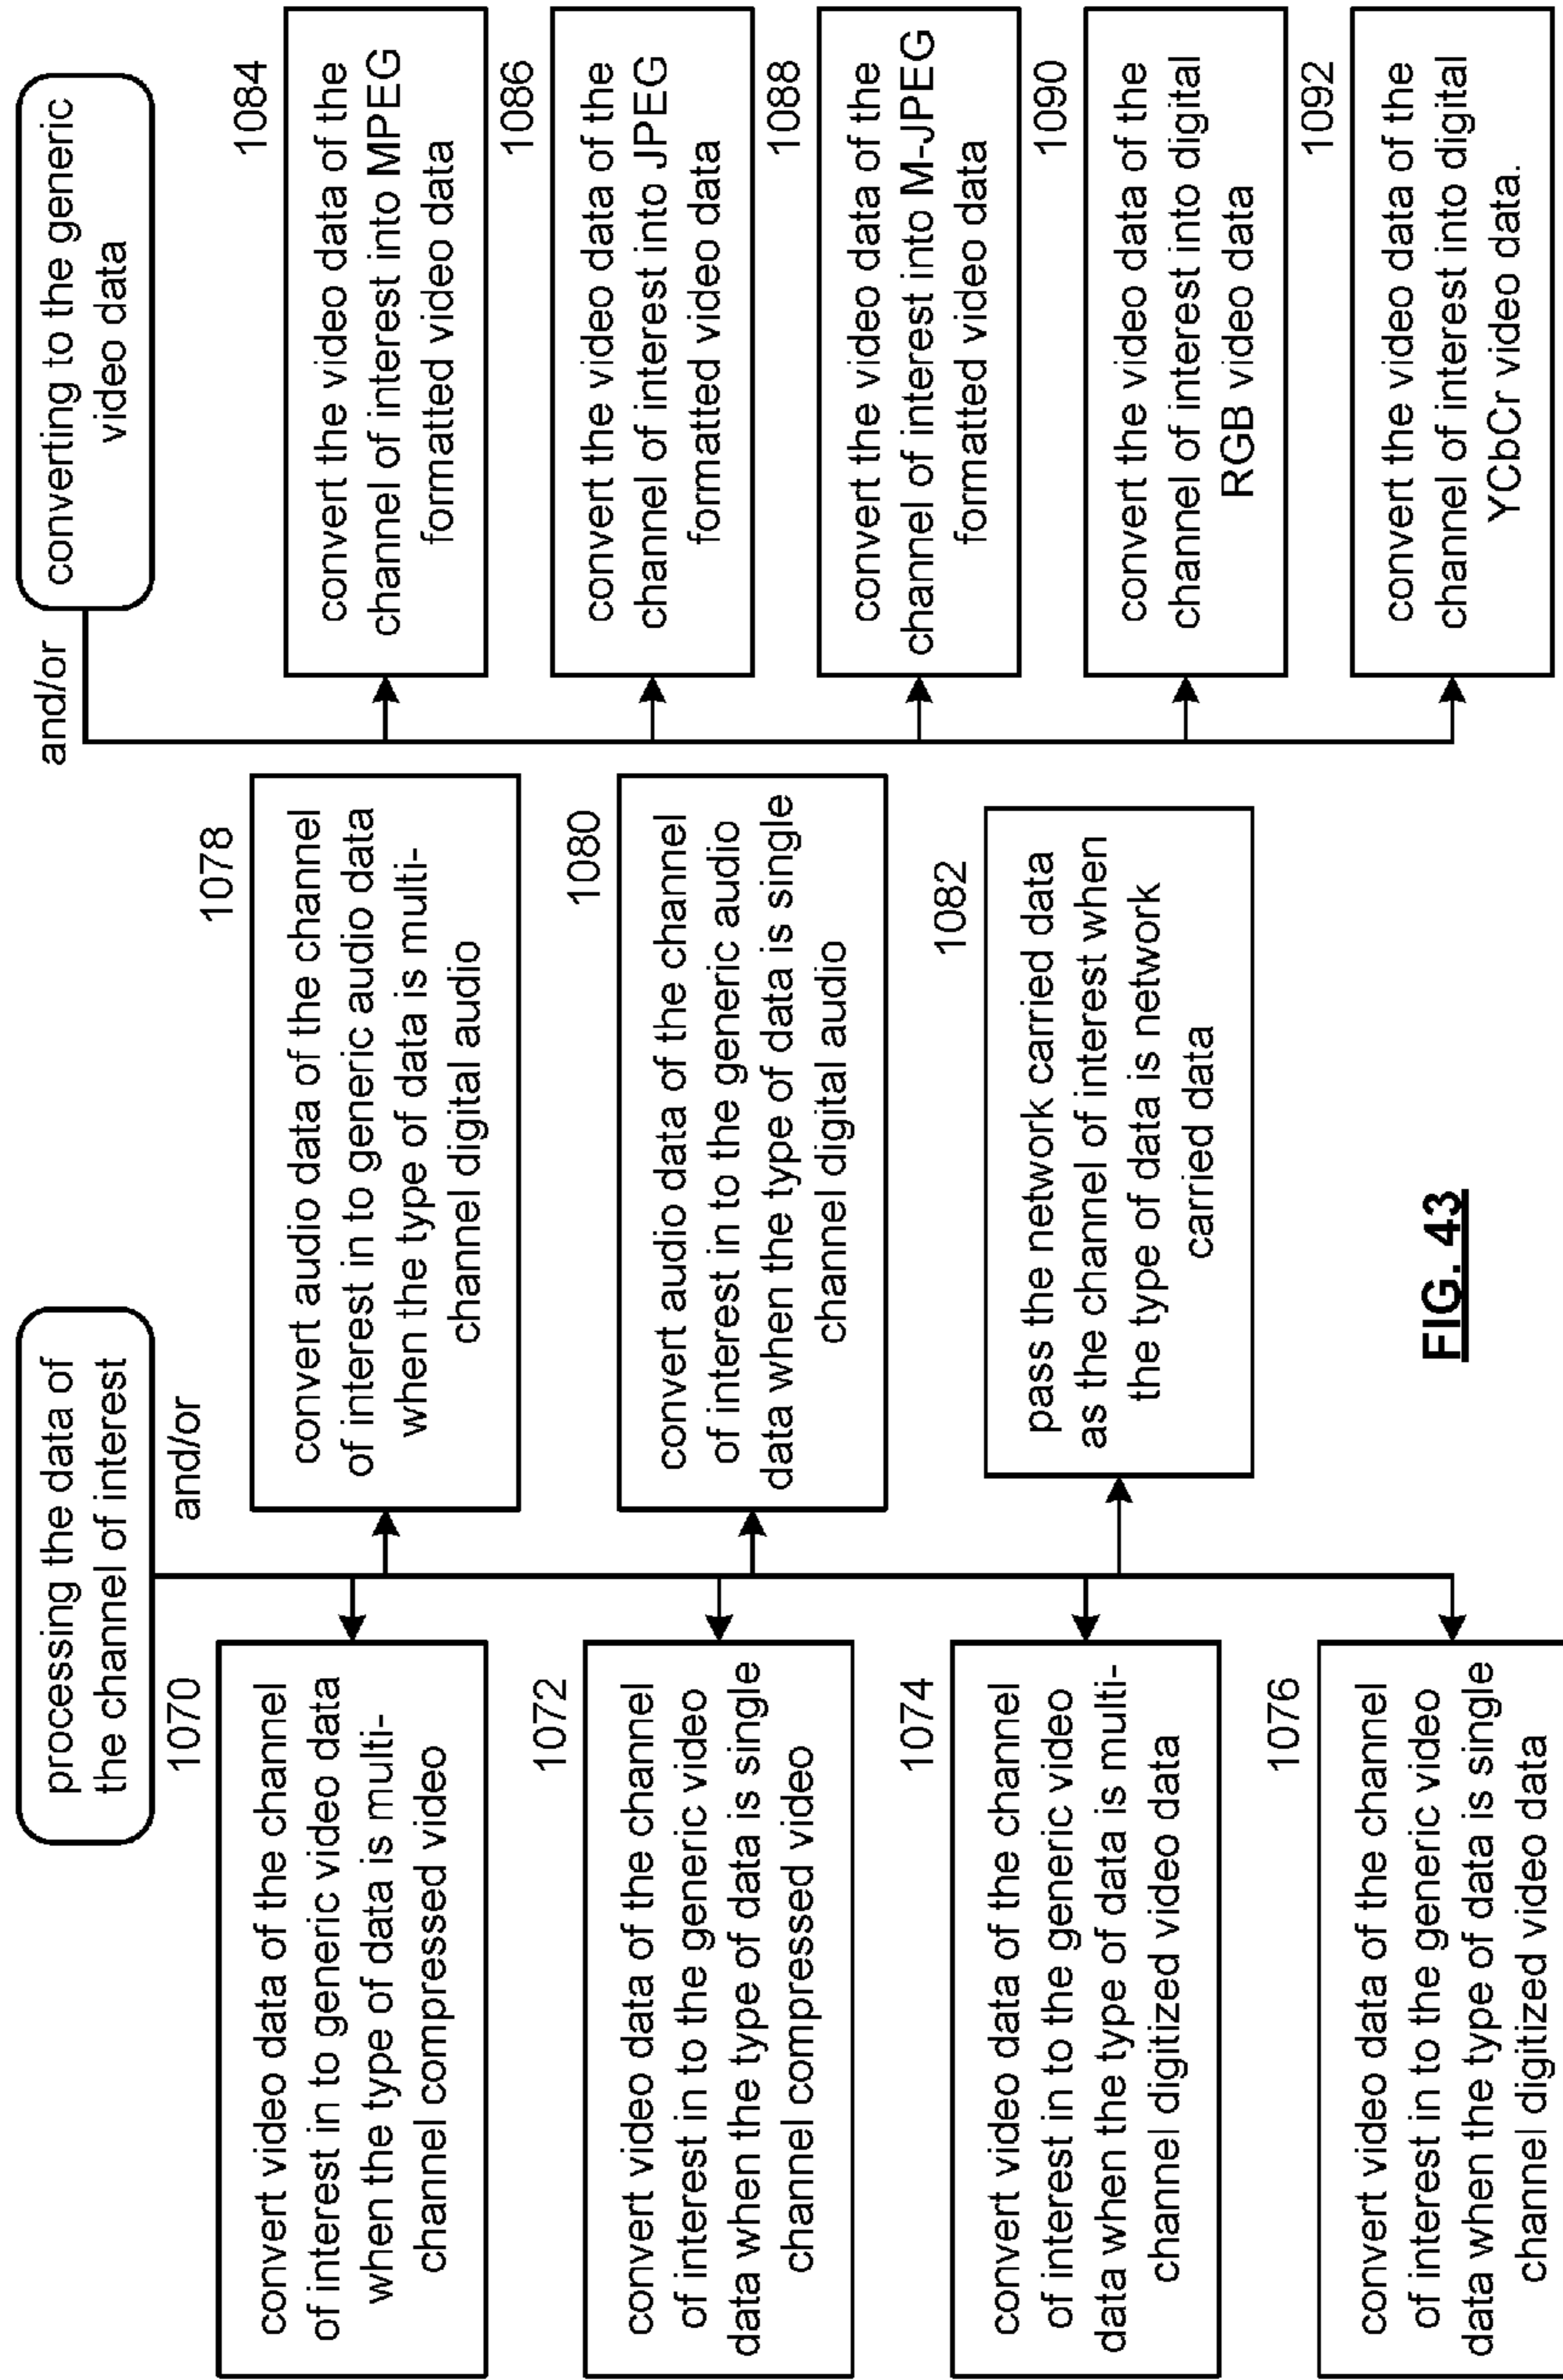 processing the data of
the channel of interest
and/or
1070
convert video data of the channel
of interest in to generic video data
when the type of data is multi-
channel compressed video
1072
convert video data of the channel
of interest in to the generic video
data when the type of data is single
channel compressed video
1074
convert video data of the channel
of interest in to the generic video
data when the type of data is multi-
channel digitized video data
1076
convert video data of the channel
of interest in to the generic video
data when the type of data is single
channel digitized video data
1078
convert audio data of the channel
of interest in to generic audio data
when the type of data is multi-
channel digital audio
1080
convert audio data of the channel
of interest in to the generic audio
data when the type of data is single
channel digital audio
1082
pass the network carried data
as the channel of interest when
the type of data is network
carried data
converting to the generic
video data
and/or
1084
convert the video data of the
channel of interest into MPEG
formatted video data
1086
convert the video data of the
channel of interest into JPEG
formatted video data
1088
convert the video data of the
channel of interest into M-JPEG
formatted video data
1090
convert the video data of the
channel of interest into digital
RGB video data
1092
convert the video data of the
channel of interest into digital
YCbCr video data.
FIG. 43